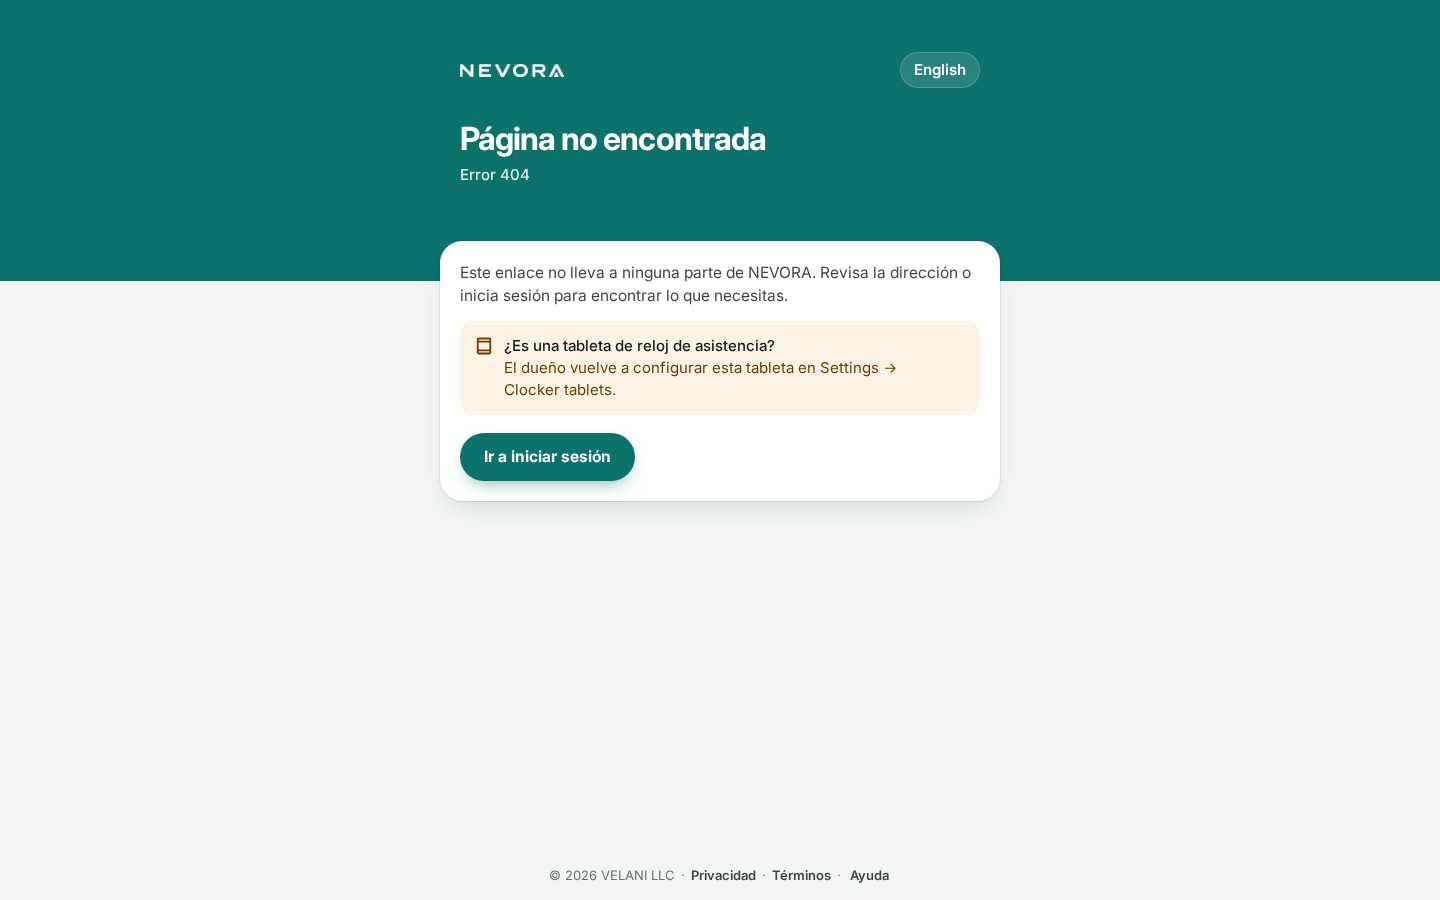 NEVORA
English
Página no encontrada
Error 404
Este enlace no lleva a ninguna parte de NEVORA. Revisa la dirección o
inicia sesión para encontrar lo que necesitas.
¿Es una tableta de reloj de asistencia?
El dueño vuelve a configurar esta tableta en Settings →
Clocker tablets.
Ir a iniciar sesión
© 2026 VELANI LLC · Privacidad · Términos · Ayuda